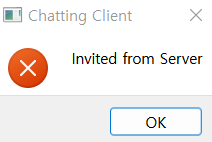 Chatting Client
Invited from Server
OK